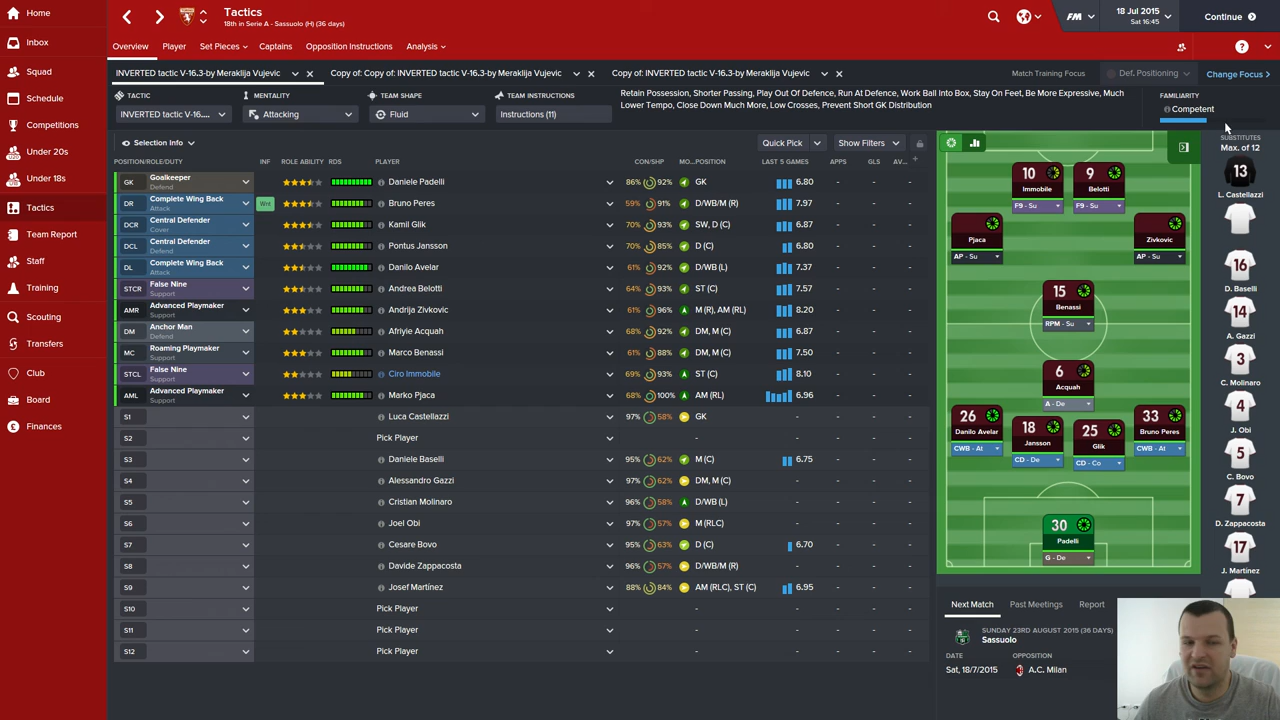 Home
Inbox
Squad
Schedule
Competitions
Under 20s
Under 18s
Tactics
Team Report
Staff
Training
Scouting
Transfers
Club
Board
Finances
Tactics
18th in Serie A - Sassuolo (H) (36 days)
FM
18 Jul 2015
Sat 16:45
Continue
Overview Player Set Pieces Captains Opposition Instructions Analysis
INVERTED tactic V-16.3-by Meraklija Vujevic
Copy of: Copy of: INVERTED tactic V-16.3-by Meraklija Vujevic
Copy of: INVERTED tactic V-16.3-by Meraklija Vujevic
Match Training Focus
Def. Positioning
Change Focus >
TACTIC
INVERTED tactic V-16....
MENTALITY
Attacking
TEAM SHAPE
Fluid
TEAM INSTRUCTIONS
Instructions (11)
Retain Possession, Shorter Passing, Play Out Of Defence, Run At Defence, Work Ball Into Box, Stay On Feet, Be More Expressive, Much
Lower Tempo, Close Down Much More, Low Crosses, Prevent Short GK Distribution
FAMILIARITY
Competent
Selection Info
Quick Pick
Show Filters
POSITION/ROLE/DUTY INF ROLE ABILITY RDS PLAYER CON/SHP MO... POSITION LAST 5 GAMES APPS GLS AV...
GK Goalkeeper Defend Daniele Padelli 86% 92% GK 6.80 - - -
DR Complete Wing Back Attack Wnt Bruno Peres 59% 91% D/WB/M (R) 7.97 - - -
DCR Central Defender Cover Kamil Glik 70% 93% SW, D (C) 6.87 - - -
DCL Central Defender Defend Pontus Jansson 70% 85% D (C) 6.80 - - -
DL Complete Wing Back Attack Danilo Avelar 61% 92% D/WB (L) 7.37 - - -
STCR False Nine Support Andrea Belotti 64% 93% ST (C) 7.57 - - -
AMR Advanced Playmaker Support Andrija Zivkovic 61% 96% M (R), AM (RL) 8.20 - - -
DM Anchor Man Defend Afriyie Acquah 68% 92% DM, M (C) 6.87 - - -
MC Roaming Playmaker Support Marco Benassi 61% 88% DM, M (C) 7.50 - - -
STCL False Nine Support Ciro Immobile 69% 93% ST (C) 8.10 - - -
AML Advanced Playmaker Support Marko Pjaca 68% 100% AM (RL) 6.96 - - -
S1 Luca Castellazzi 97% 58% GK - - - -
S2 Pick Player - - - - -
S3 Daniele Baselli 95% 62% M (C) 6.75 - - -
S4 Alessandro Gazzi 97% 62% DM, M (C) - - - -
S5 Cristian Molinaro 96% 58% D/WB (L) - - - -
S6 Joel Obi 97% 57% M (RLC) - - - -
S7 Cesare Bovo 95% 63% D (C) 6.70 - - -
S8 Davide Zappacosta 96% 57% D/WB/M (R) - - - -
S9 Josef Martínez 88% 84% AM (RLC), ST (C) 6.95 - - -
S10 Pick Player - - - - -
S11 Pick Player - - - - -
S12 Pick Player - - - - -
10 Immobile F9 - Su
9 Belotti F9 - Su
Pjaca AP - Su
Zivkovic AP - Su
15 Benassi RPM - Su
6 Acquah A - De
26 Danilo Avelar CWB - At
18 Jansson CD - De
25 Glik CD - Co
33 Bruno Peres CWB - At
30 Padelli G - De
SUBSTITUTES
Max. of 12
13
L. Castellazzi
16
D. Baselli
14
A. Gazzi
3
C. Molinaro
4
J. Obi
5
C. Bovo
7
D. Zappacosta
17
J. Martínez
Next Match Past Meetings Report
SUNDAY 23RD AUGUST 2015 (36 DAYS)
Sassuolo
DATE OPPOSITION
Sat, 18/7/2015 A.C. Milan